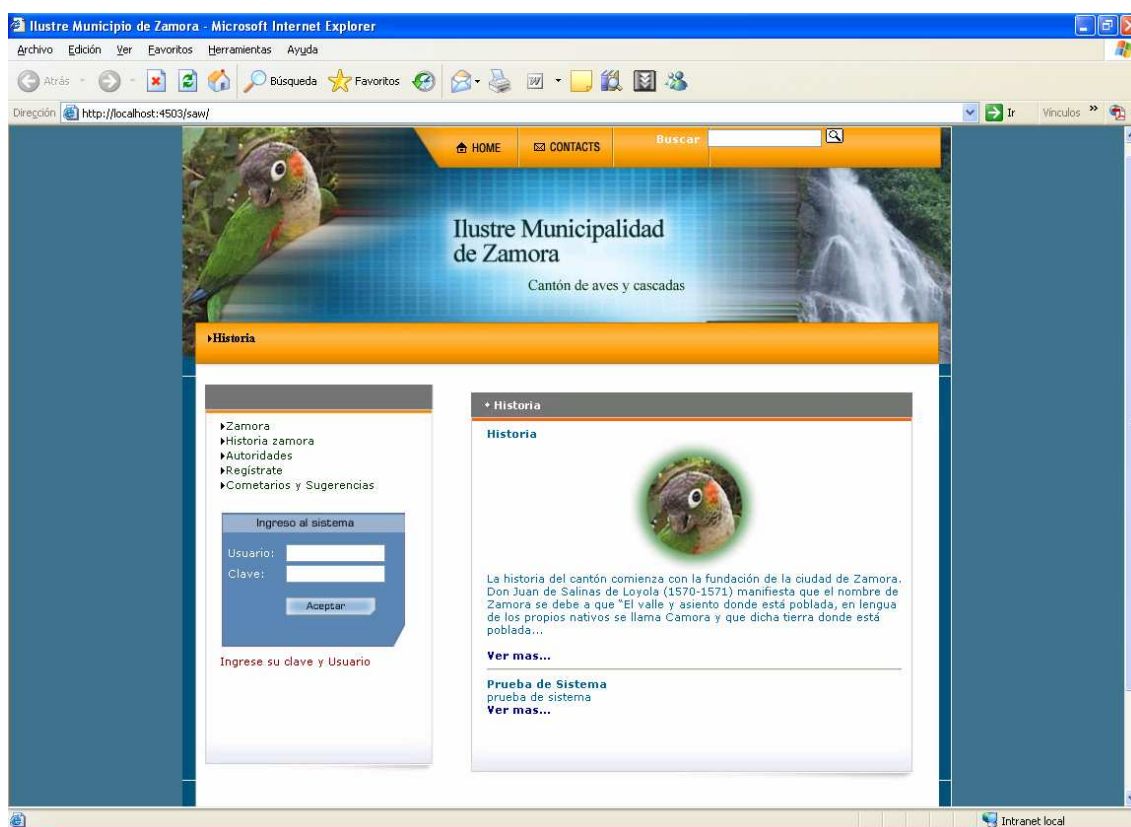 Ilustre Municipio de Zamora - Microsoft Internet Explorer
Archivo Edición Ver Favoritos Herramientas Ayuda
Atrás Búsqueda Favoritos
Dirección http://localhost:4503/saw/ Ir Vínculos »
HOME CONTACTS Buscar
Ilustre Municipalidad
de Zamora
Cantón de aves y cascadas
Historia
Zamora
Historia zamora
Autoridades
Regístrate
Cometarios y Sugerencias
Ingreso al sistema
Usuario:
Clave:
Aceptar
Ingrese su clave y Usuario
Historia
Historia
La historia del cantón comienza con la fundación de la ciudad de Zamora.
Don Juan de Salinas de Loyola (1570-1571) manifiesta que el nombre de
Zamora se debe a que “El valle y asiento donde está poblada, en lengua
de los propios nativos se llama Camora y que dicha tierra donde está
poblada...
Ver mas...
Prueba de Sistema
prueba de sistema
Ver mas...
Intranet local